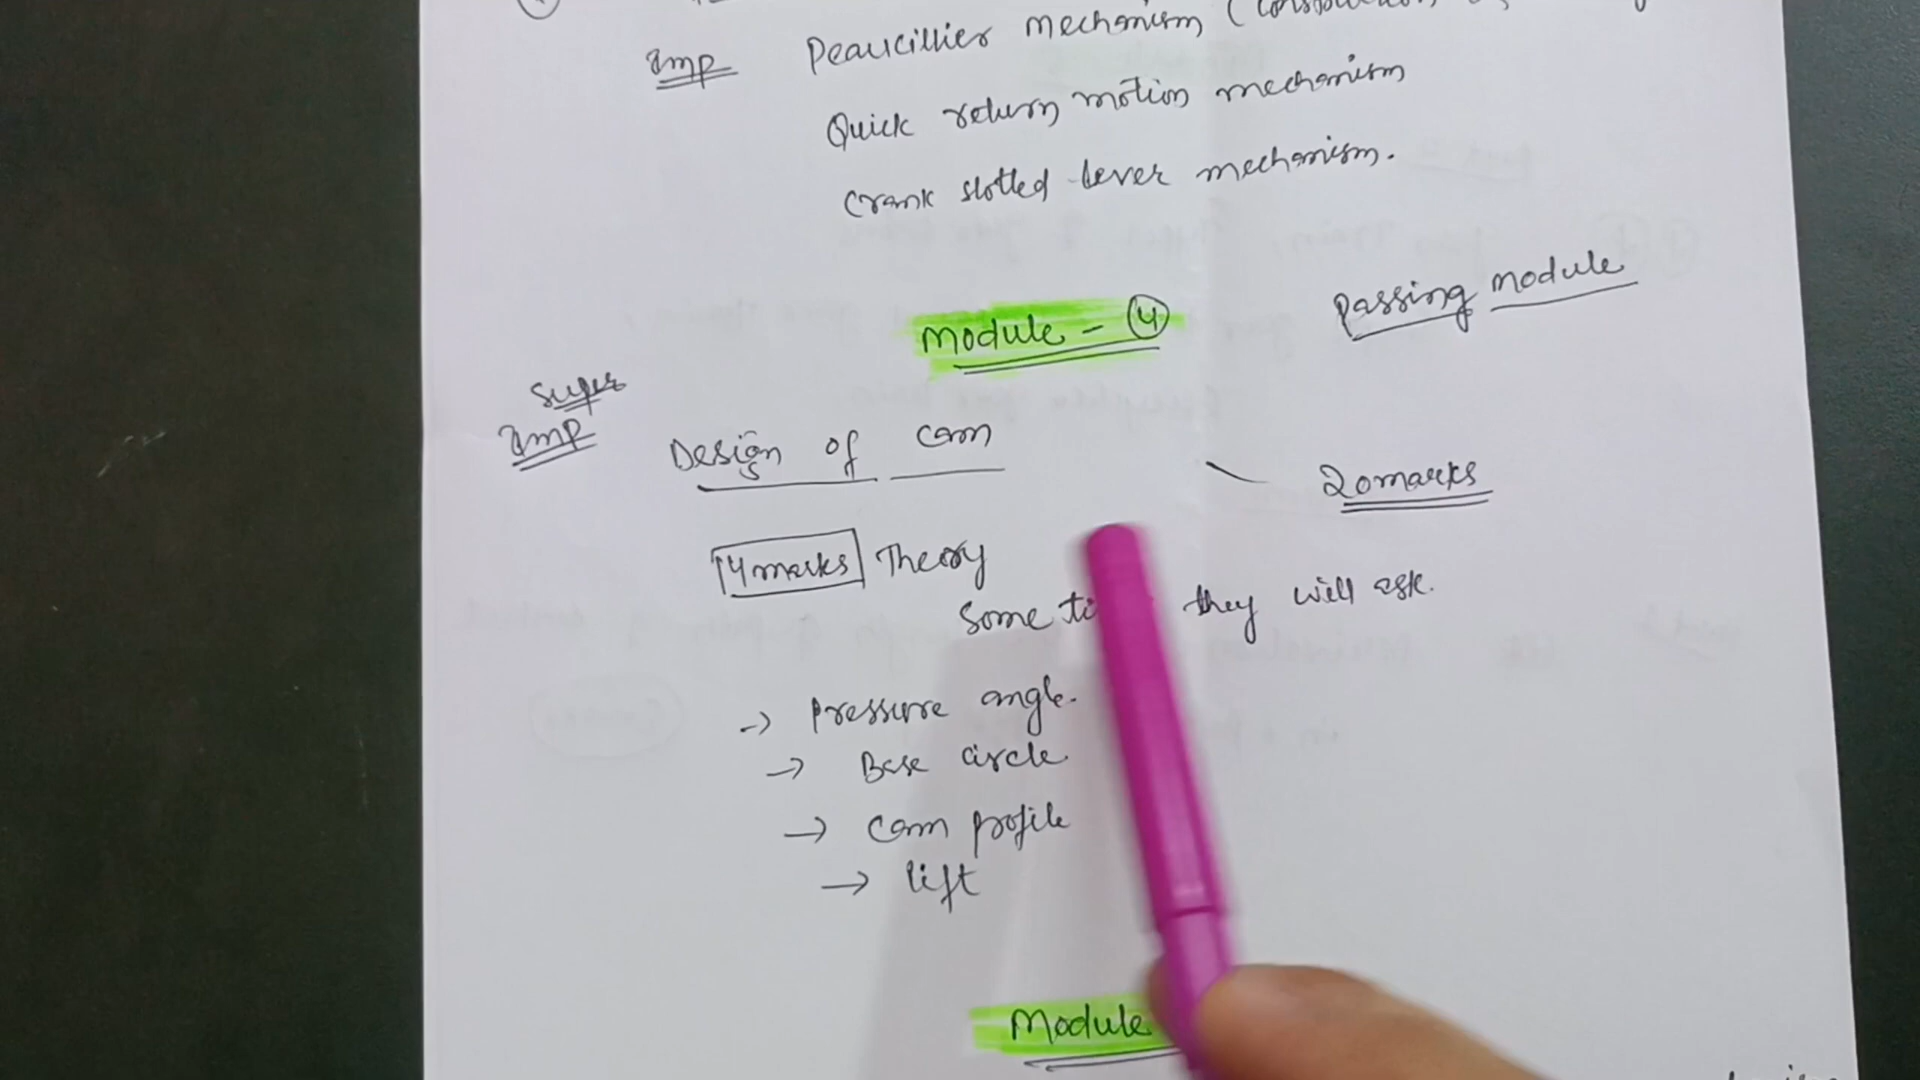 Imp Peaucillier mechanism
Quick return motion mechanism
Crank slotted lever mechanism.
Module - 4
Passing module
Super
Imp
Design of cam
20marks
4marks Theory
Some they will ask.
→ Pressure angle.
→ Base circle
→ Cam profile
→ lift
Module